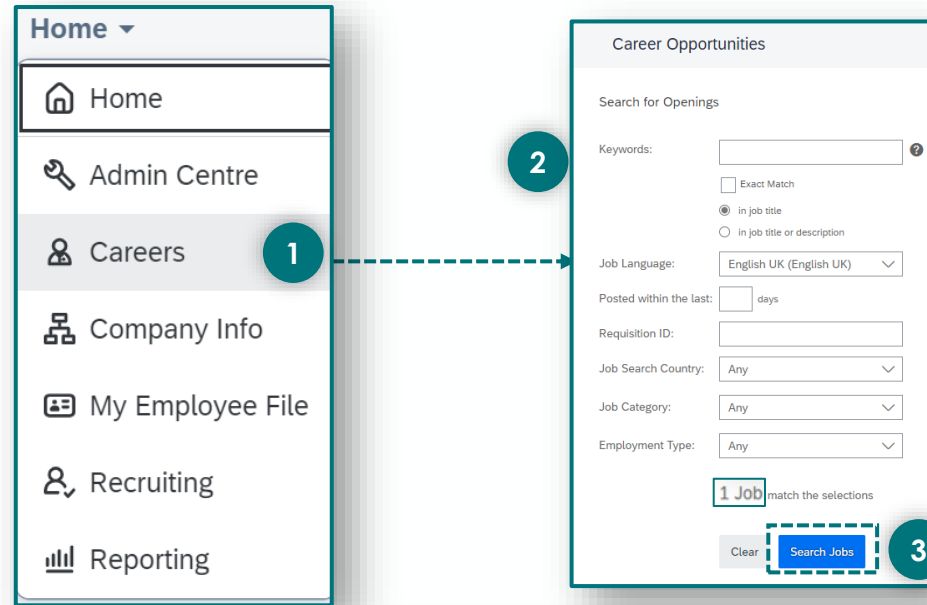 Home
Home
Admin Centre
Careers
1
Company Info
My Employee File
Recruiting
Reporting
2
Career Opportunities
Search for Openings
Keywords:
?
Exact Match
in job title
in job title or description
Job Language: English UK (English UK)
Posted within the last: days
Requisition ID:
Job Search Country: Any
Job Category: Any
Employment Type: Any
1 Job match the selections
Clear Search Jobs
3